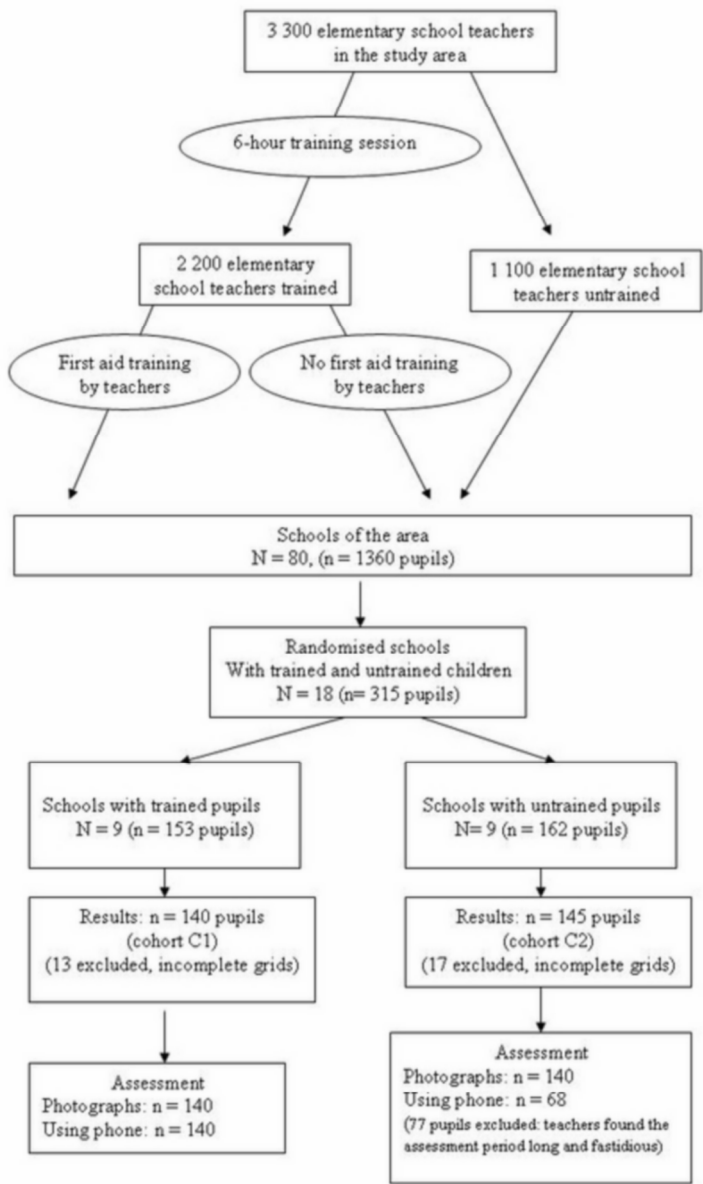 3 300 elementary school teachers
in the study area
6-hour training session
2 200 elementary
school teachers trained
1 100 elementary school
teachers untrained
First aid training
by teachers
No first aid training
by teachers
Schools of the area
N = 80, (n = 1360 pupils)
Randomised schools
With trained and untrained children
N = 18 (n= 315 pupils)
Schools with trained pupils
N = 9 (n = 153 pupils)
Schools with untrained pupils
N= 9 (n = 162 pupils)
Results: n = 140 pupils
(cohort C1)
(13 excluded, incomplete grids)
Results: n = 145 pupils
(cohort C2)
(17 excluded, incomplete grids)
Assessment
Photographs: n = 140
Using phone: n = 140
Assessment
Photographs: n = 140
Using phone: n = 68
(77 pupils excluded: teachers found the
assessment period long and fastidious)